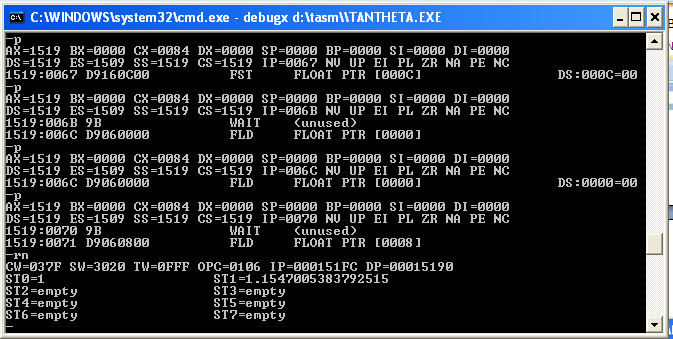 C:\WINDOWS\system32\cmd.exe - debugx d:\tasm\\TANTHETA.EXE
-p
AX=1519 BX=0000 CX=0084 DX=0000 SP=0000 BP=0000 SI=0000 DI=0000
DS=1519 ES=1509 SS=1519 CS=1519 IP=0067 NV UP EI PL ZR NA PE NC
1519:0067 D9160C00 FST FLOAT PTR [000C] DS:000C=00
-p
AX=1519 BX=0000 CX=0084 DX=0000 SP=0000 BP=0000 SI=0000 DI=0000
DS=1519 ES=1509 SS=1519 CS=1519 IP=006B NV UP EI PL ZR NA PE NC
1519:006B 9B WAIT (unused)
1519:006C D9060000 FLD FLOAT PTR [0000]
-p
AX=1519 BX=0000 CX=0084 DX=0000 SP=0000 BP=0000 SI=0000 DI=0000
DS=1519 ES=1509 SS=1519 CS=1519 IP=006C NV UP EI PL ZR NA PE NC
1519:006C D9060000 FLD FLOAT PTR [0000] DS:0000=00
-p
AX=1519 BX=0000 CX=0084 DX=0000 SP=0000 BP=0000 SI=0000 DI=0000
DS=1519 ES=1509 SS=1519 CS=1519 IP=0070 NV UP EI PL ZR NA PE NC
1519:0070 9B WAIT (unused)
1519:0071 D9060800 FLD FLOAT PTR [0008]
-rn
CW=037F SW=3020 TW=0FFF OPC=0106 IP=000151FC DP=00015190
ST0=1 ST1=1.1547005383792515
ST2=empty ST3=empty
ST4=empty ST5=empty
ST6=empty ST7=empty
-